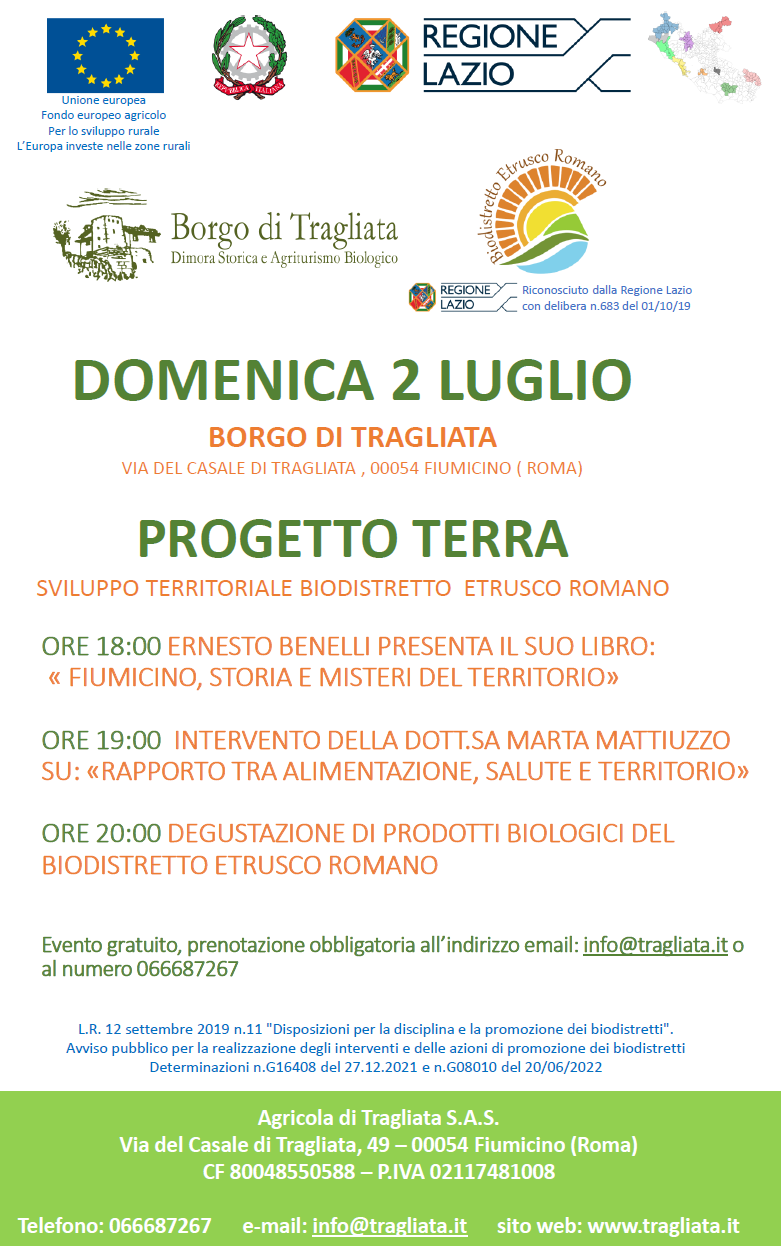 Unione europea
Fondo europeo agricolo
Per lo sviluppo rurale
L'Europa investe nelle zone rurali
REPVBBLICA ITALIANA
REGIONE
LAZIO
Borgo di Tragliata
Dimora Storica e Agriturismo Biologico
Biodistretto Etrusco Romano
REGIONE
LAZIO
Riconosciuto dalla Regione Lazio
con delibera n.683 del 01/10/19
DOMENICA 2 LUGLIO
BORGO DI TRAGLIATA
VIA DEL CASALE DI TRAGLIATA , 00054 FIUMICINO ( ROMA)
PROGETTO TERRA
SVILUPPO TERRITORIALE BIODISTRETTO ETRUSCO ROMANO
ORE 18:00 ERNESTO BENELLI PRESENTA IL SUO LIBRO:
« FIUMICINO, STORIA E MISTERI DEL TERRITORIO»
ORE 19:00 INTERVENTO DELLA DOTT.SA MARTA MATTIUZZO
SU: «RAPPORTO TRA ALIMENTAZIONE, SALUTE E TERRITORIO»
ORE 20:00 DEGUSTAZIONE DI PRODOTTI BIOLOGICI DEL
BIODISTRETTO ETRUSCO ROMANO
Evento gratuito, prenotazione obbligatoria all'indirizzo email: info@tragliata.it o
al numero 066687267
L.R. 12 settembre 2019 n.11 "Disposizioni per la disciplina e la promozione dei biodistretti".
Avviso pubblico per la realizzazione degli interventi e delle azioni di promozione dei biodistretti
Determinazioni n.G16408 del 27.12.2021 e n.G08010 del 20/06/2022
Agricola di Tragliata S.A.S.
Via del Casale di Tragliata, 49 – 00054 Fiumicino (Roma)
CF 80048550588 – P.IVA 02117481008
Telefono: 066687267 e-mail: info@tragliata.it sito web: www.tragliata.it